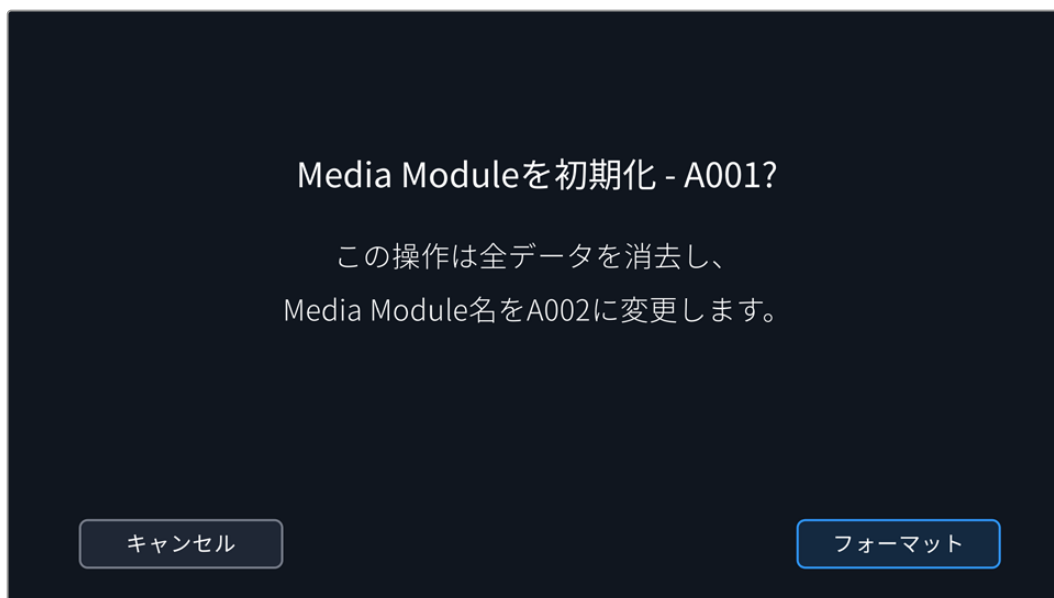 Media Moduleを初期化 - A001?
この操作は全データを消去し、
Media Module名をA002に変更します。
キャンセル
フォーマット